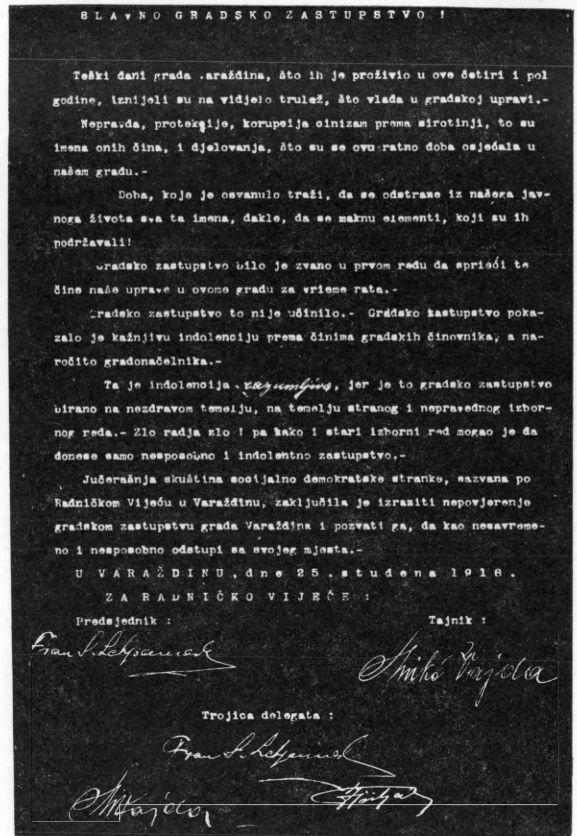 SLAVNO GRADSKO ZASTUPSTVO !
Teški dani grada .araždina, što ih je proživio u ove četiri i pol
godine, iznijeli su na vidjelo trulež, što vlada u gradskoj upravi.-
Nepravda, protekcije, korupcija cinizam prema sirotinji, to su
imena onih čina, i djelovanja, što su se ovu ratno doba osjećala u
našem gradu.-
Doba, koje je osvanulo traži, da se odstrane iz našega jav-
noga života sva ta imena, dakle, da se maknu elementi, koji su ih
podržavali!
Gradsko zastupstvo bilo je zvano u prvom redu da spriječi te
čine naše uprave u ovome gradu za vrieme rata.-
Gradsko zastupstvo to nije učinilo.- Gradsko zastupstvo poka-
zalo je kažnjivu indolenciju prema činima gradskih činovnika, a na-
ročito gradonačelnika.-
Ta je indolencija razumljiva, jer je to gradsko zastupstvo
birano na nezdravom temelju, na temelju stranog i nepravednog izbor-
nog reda.- Zlo radja zlo ! pa kako i stari izborni red mogao je da
donese samo nesposobno i indolentno zastupstvo.-
Jučerašnja skuština socijalno demokratske stranke, sazvana po
Radničkom Vijeću u Varaždinu, zaključila je izraziti nepovjerenje
gradskom zastupstvu grada Varaždina i pozvati ga, da kao nesavreme-
no i nesposobno odstupi sa svojeg mjesta.-
U VARAŽDINU, dne 25. studena 1918.
ZA RADNIČKO VIJEĆE :
Predsjednik :
Tajnik :
Fran S.
Vajda
Trojica delegata :
Fran S.
Vajda